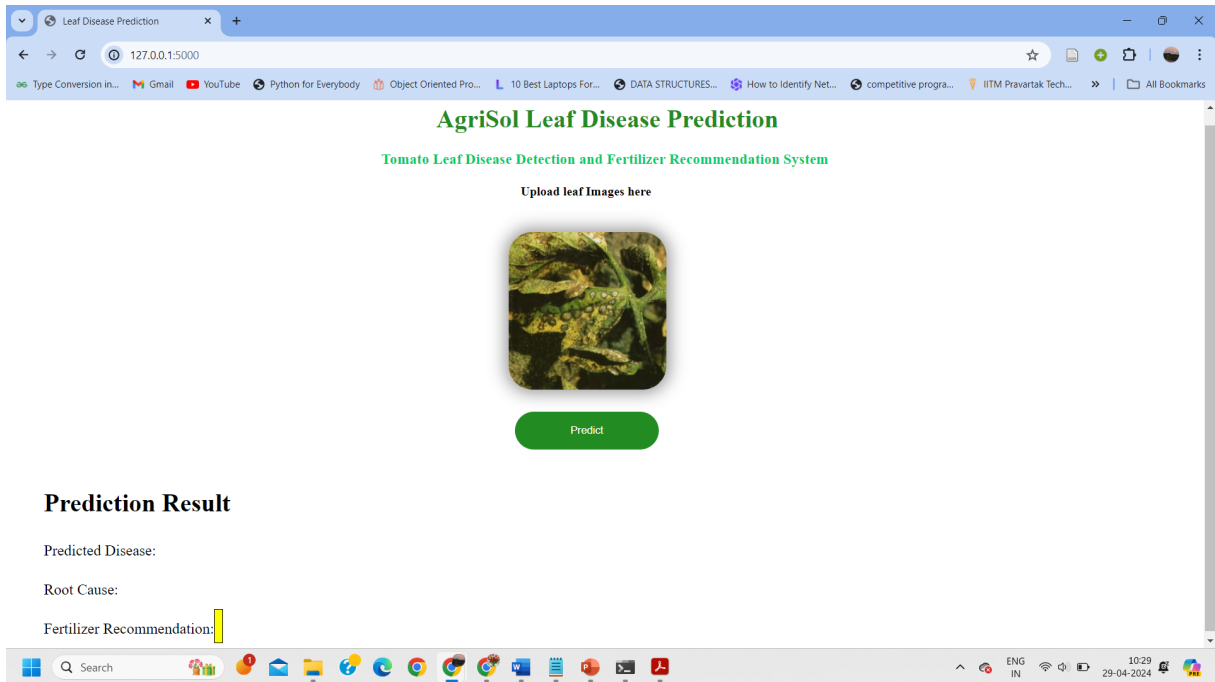 Leaf Disease Prediction
127.0.0.1:5000
Type Conversion in... Gmail YouTube Python for Everybody Object Oriented Pro... L 10 Best Laptops For... DATA STRUCTURES... How to Identify Net... competitive progra... IITM Pravartak Tech... » All Bookmarks
AgriSol Leaf Disease Prediction
Tomato Leaf Disease Detection and Fertilizer Recommendation System
Upload leaf Images here
Predict
Prediction Result
Predicted Disease:
Root Cause:
Fertilizer Recommendation:
Search
1
ENG
IN
10:29
29-04-2024
PRE